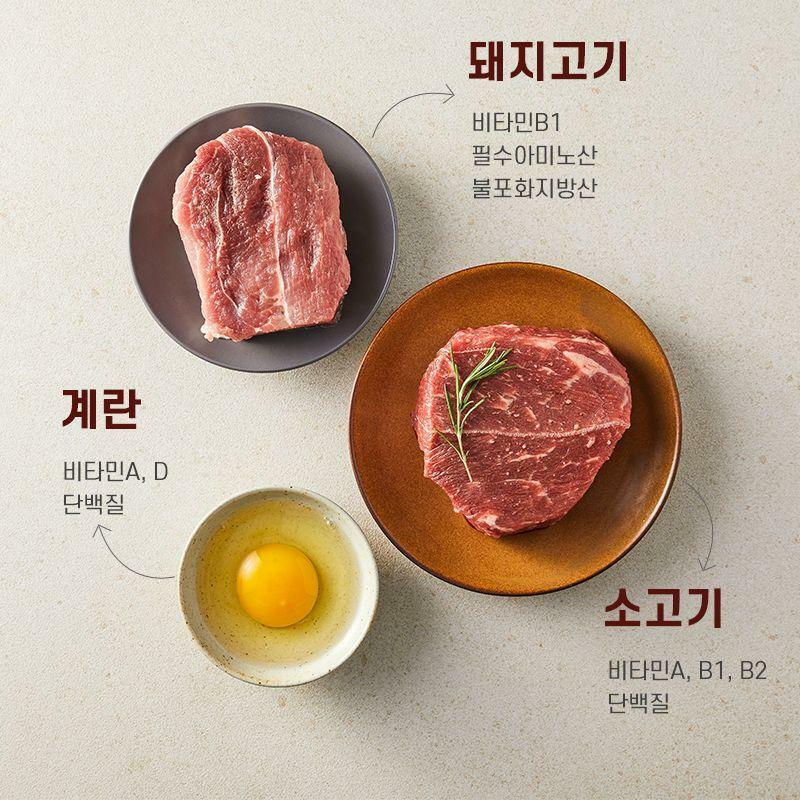 돼지고기
비타민B1
필수아미노산
불포화지방산
계란
비타민A, D
단백질
소고기
비타민A, B1, B2
단백질